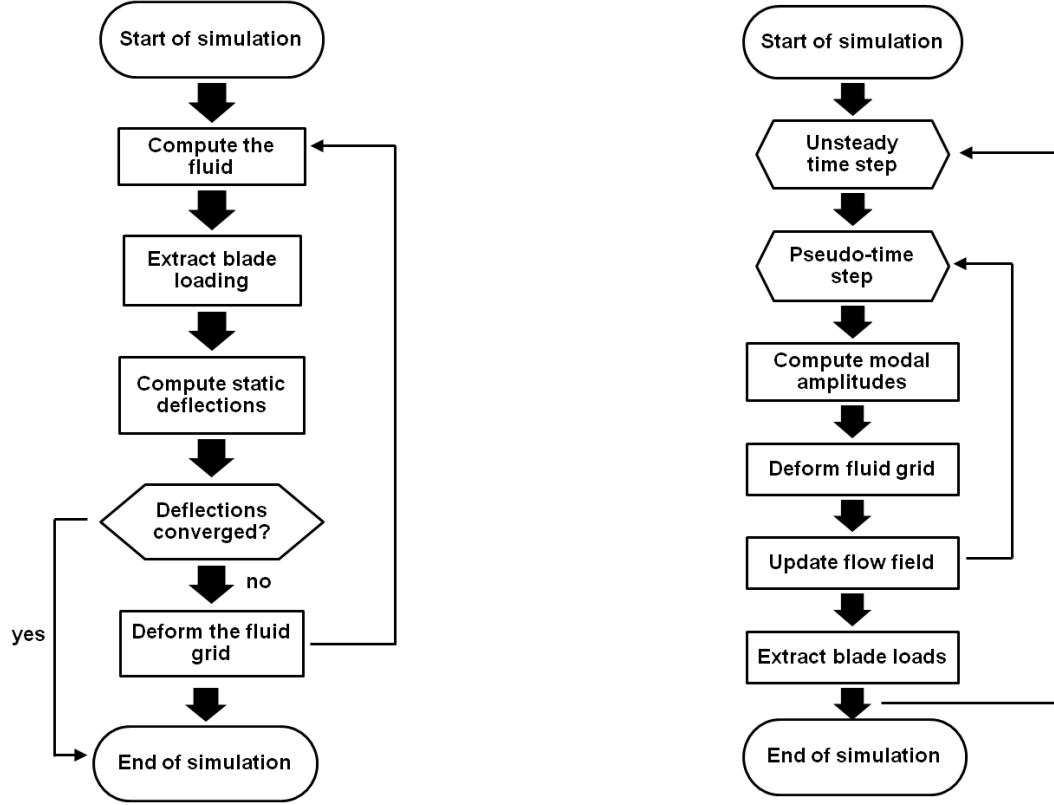 Start of simulation
Compute the
fluid
Extract blade
loading
Compute static
deflections
Deflections
converged?
no
yes
Deform the fluid
grid
End of simulation
Start of simulation
Unsteady
time step
Pseudo-time
step
Compute modal
amplitudes
Deform fluid grid
Update flow field
Extract blade loads
End of simulation